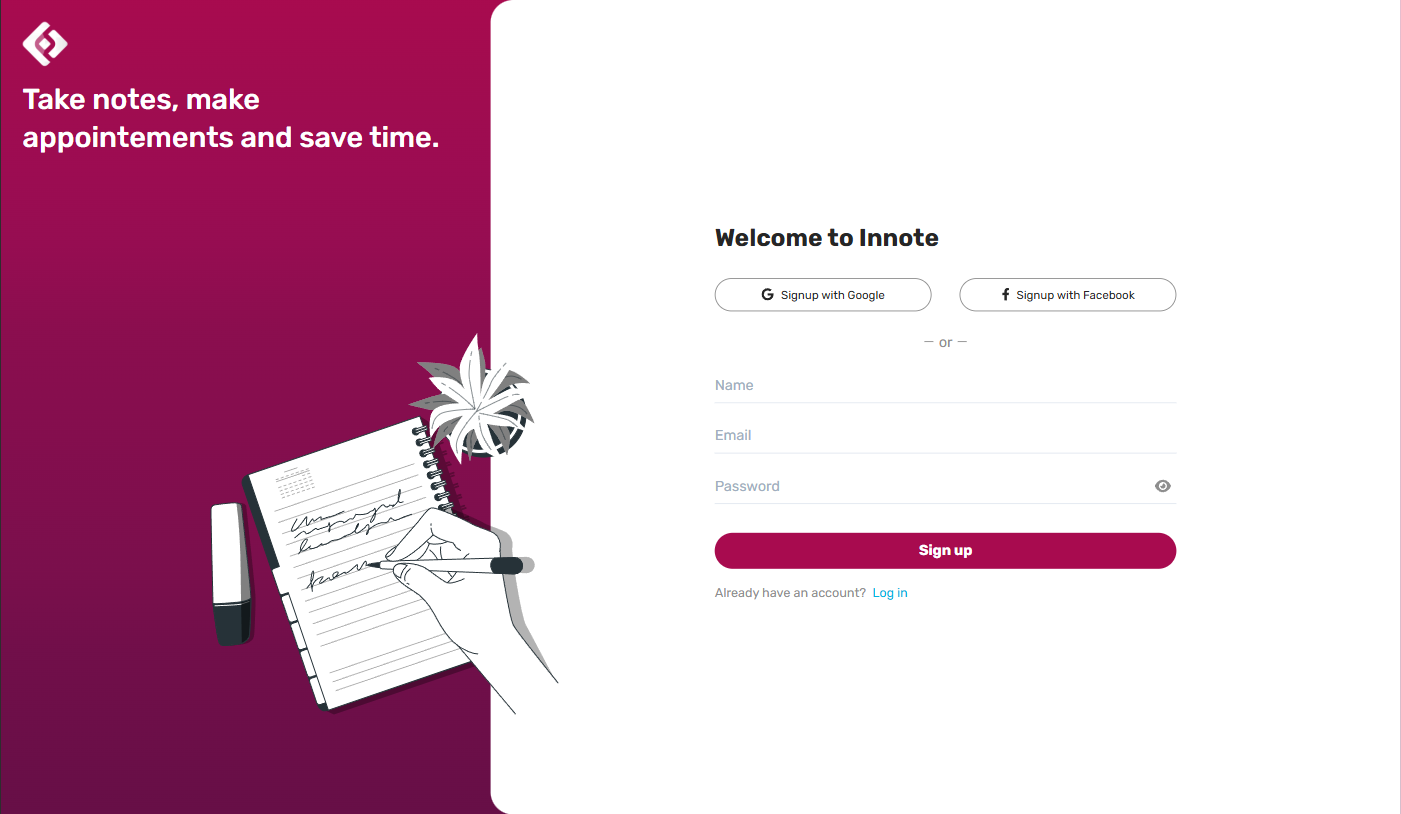 Take notes, make
appointements and save time.
Welcome to Innote
Signup with Google
Signup with Facebook
or
Name
Email
Password
Sign up
Already have an account? Log in